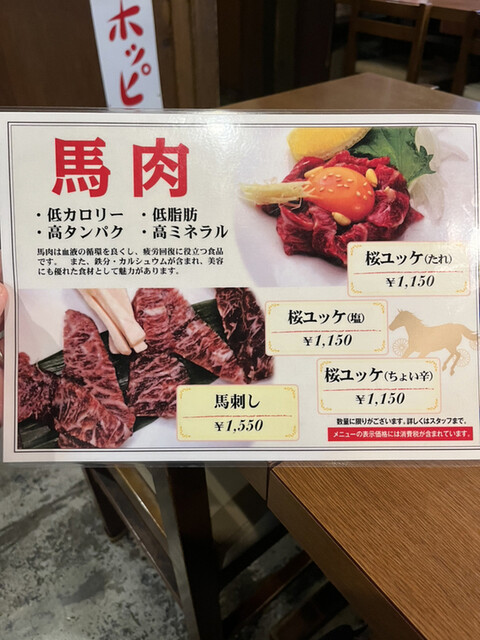 ホッピ
馬肉
・低カロリー ・低脂肪
・高タンパク ・高ミネラル
馬肉は血液の循環を良くし、疲労回復に役立つ食品
です。 また、鉄分・カルシュウムが含まれ、美容
にも優れた食材として魅力があります。
桜ユッケ(たれ)
¥1,150
桜ユッケ(塩)
¥1,150
桜ユッケ(ちょい辛)
¥1,150
馬刺し
¥1,550
数量に限りがございます。詳しくはスタッフまで。
メニューの表示価格には消費税が含まれています。